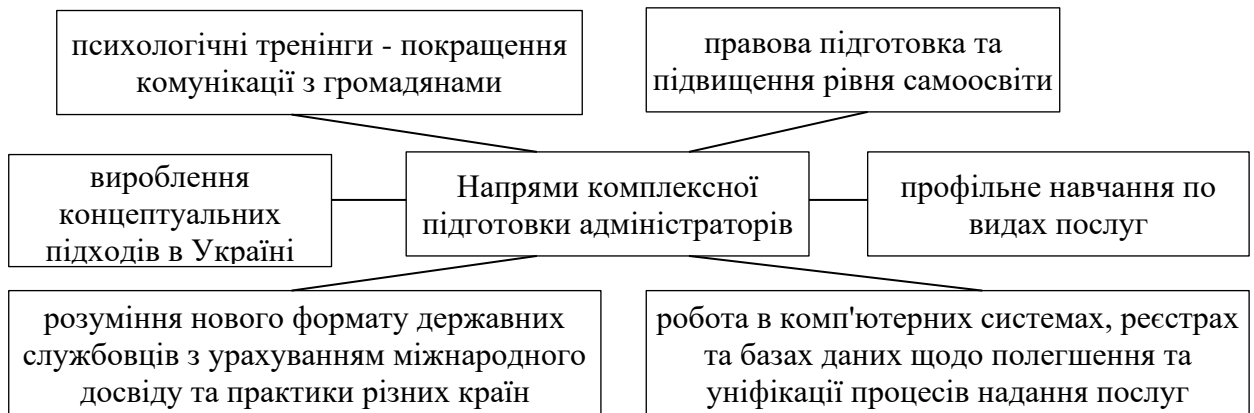 психологічні тренінги - покращення
комунікації з громадянами
правова підготовка та
підвищення рівня самоосвіти
вироблення
концептуальних
підходів в Україні
Напрями комплексної
підготовки адміністраторів
профільне навчання по
видах послуг
розуміння нового формату державних
службовців з урахуванням міжнародного
досвіду та практики різних країн
робота в комп'ютерних системах, реєстрах
та базах даних щодо полегшення та
уніфікації процесів надання послуг